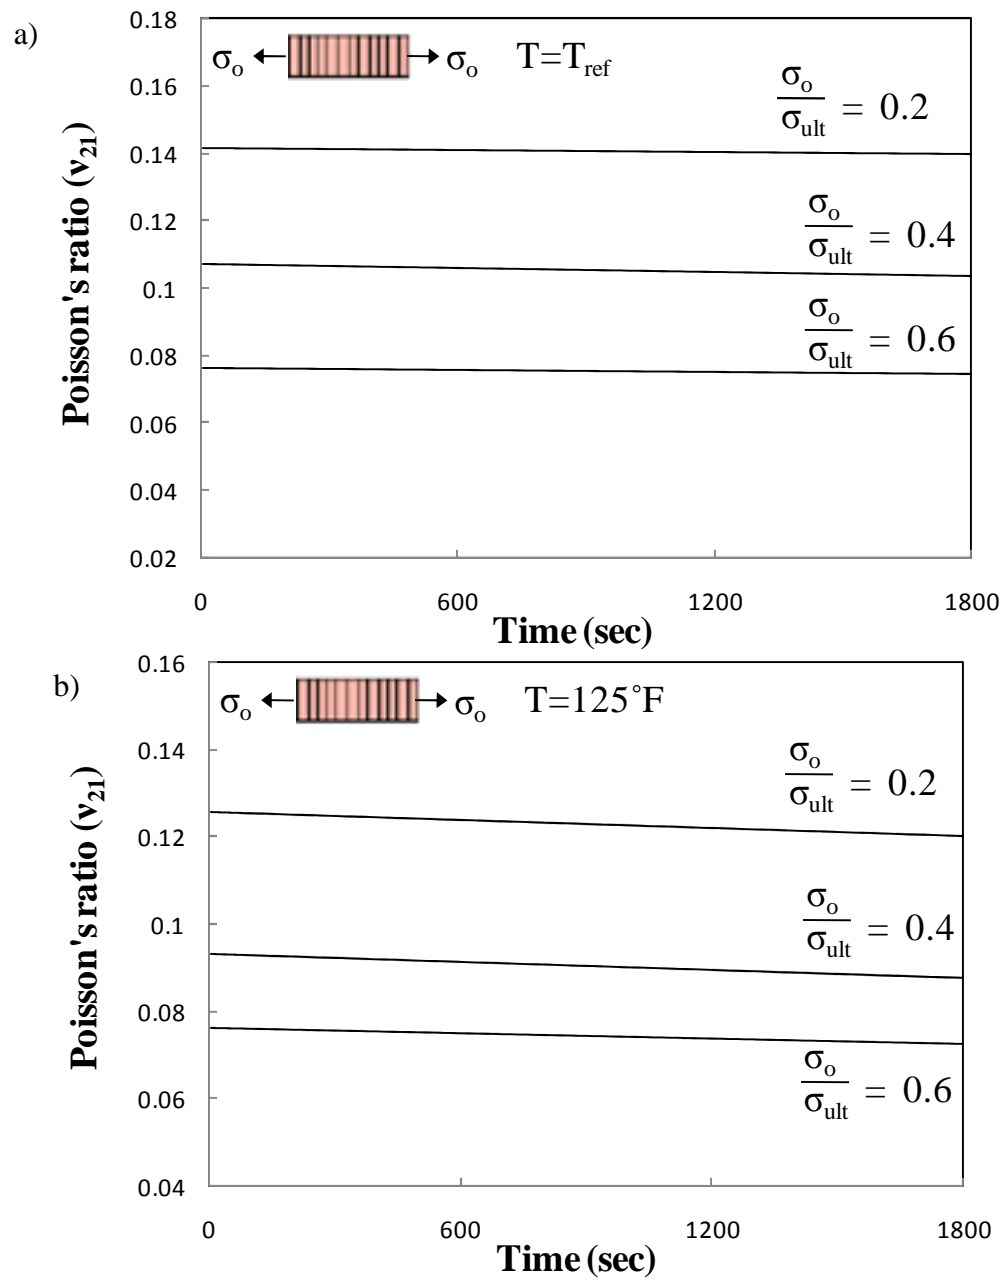 a)
σo σo T=Tref
σo/σult = 0.2
σo/σult = 0.4
σo/σult = 0.6
Poisson's ratio (ν21)
0.18
0.16
0.14
0.12
0.1
0.08
0.06
0.04
0.02
0 600 1200 1800
Time (sec)
b)
σo σo T=125°F
σo/σult = 0.2
σo/σult = 0.4
σo/σult = 0.6
Poisson's ratio (ν21)
0.16
0.14
0.12
0.1
0.08
0.06
0.04
0 600 1200 1800
Time (sec)